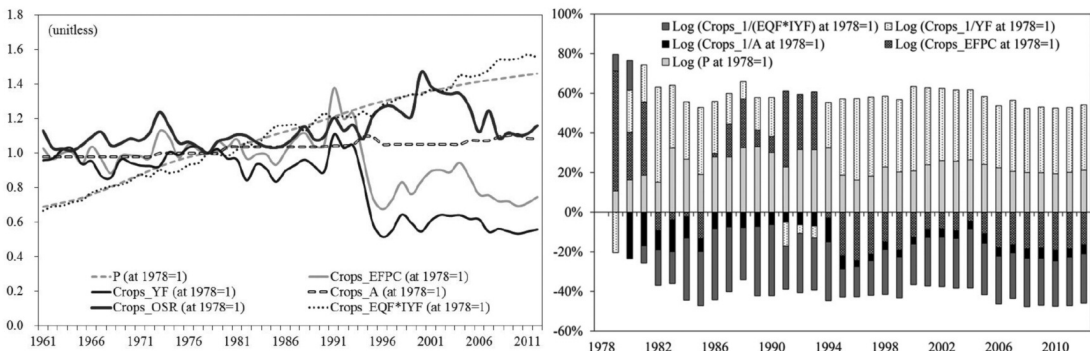 (unitless)
1.8
1.6
1.4
1.2
1.0
0.8
0.6
0.4
0.2
0.0
P (at 1978=1) Crops_EFPC (at 1978=1)
Crops_YF (at 1978=1) Crops_A (at 1978=1)
Crops_OSR (at 1978=1) Crops_EQF*IYF (at 1978=1)
1961 1966 1971 1976 1981 1986 1991 1996 2001 2006 2011
100%
80%
60%
40%
20%
0%
-20%
-40%
-60%
Log (Crops_1/(EQF*IYF) at 1978=1) Log (Crops_1/YF at 1978=1)
Log (Crops_1/A at 1978=1) Log (Crops_EFPC at 1978=1)
Log (P at 1978=1)
1978 1982 1986 1990 1994 1998 2002 2006 2010